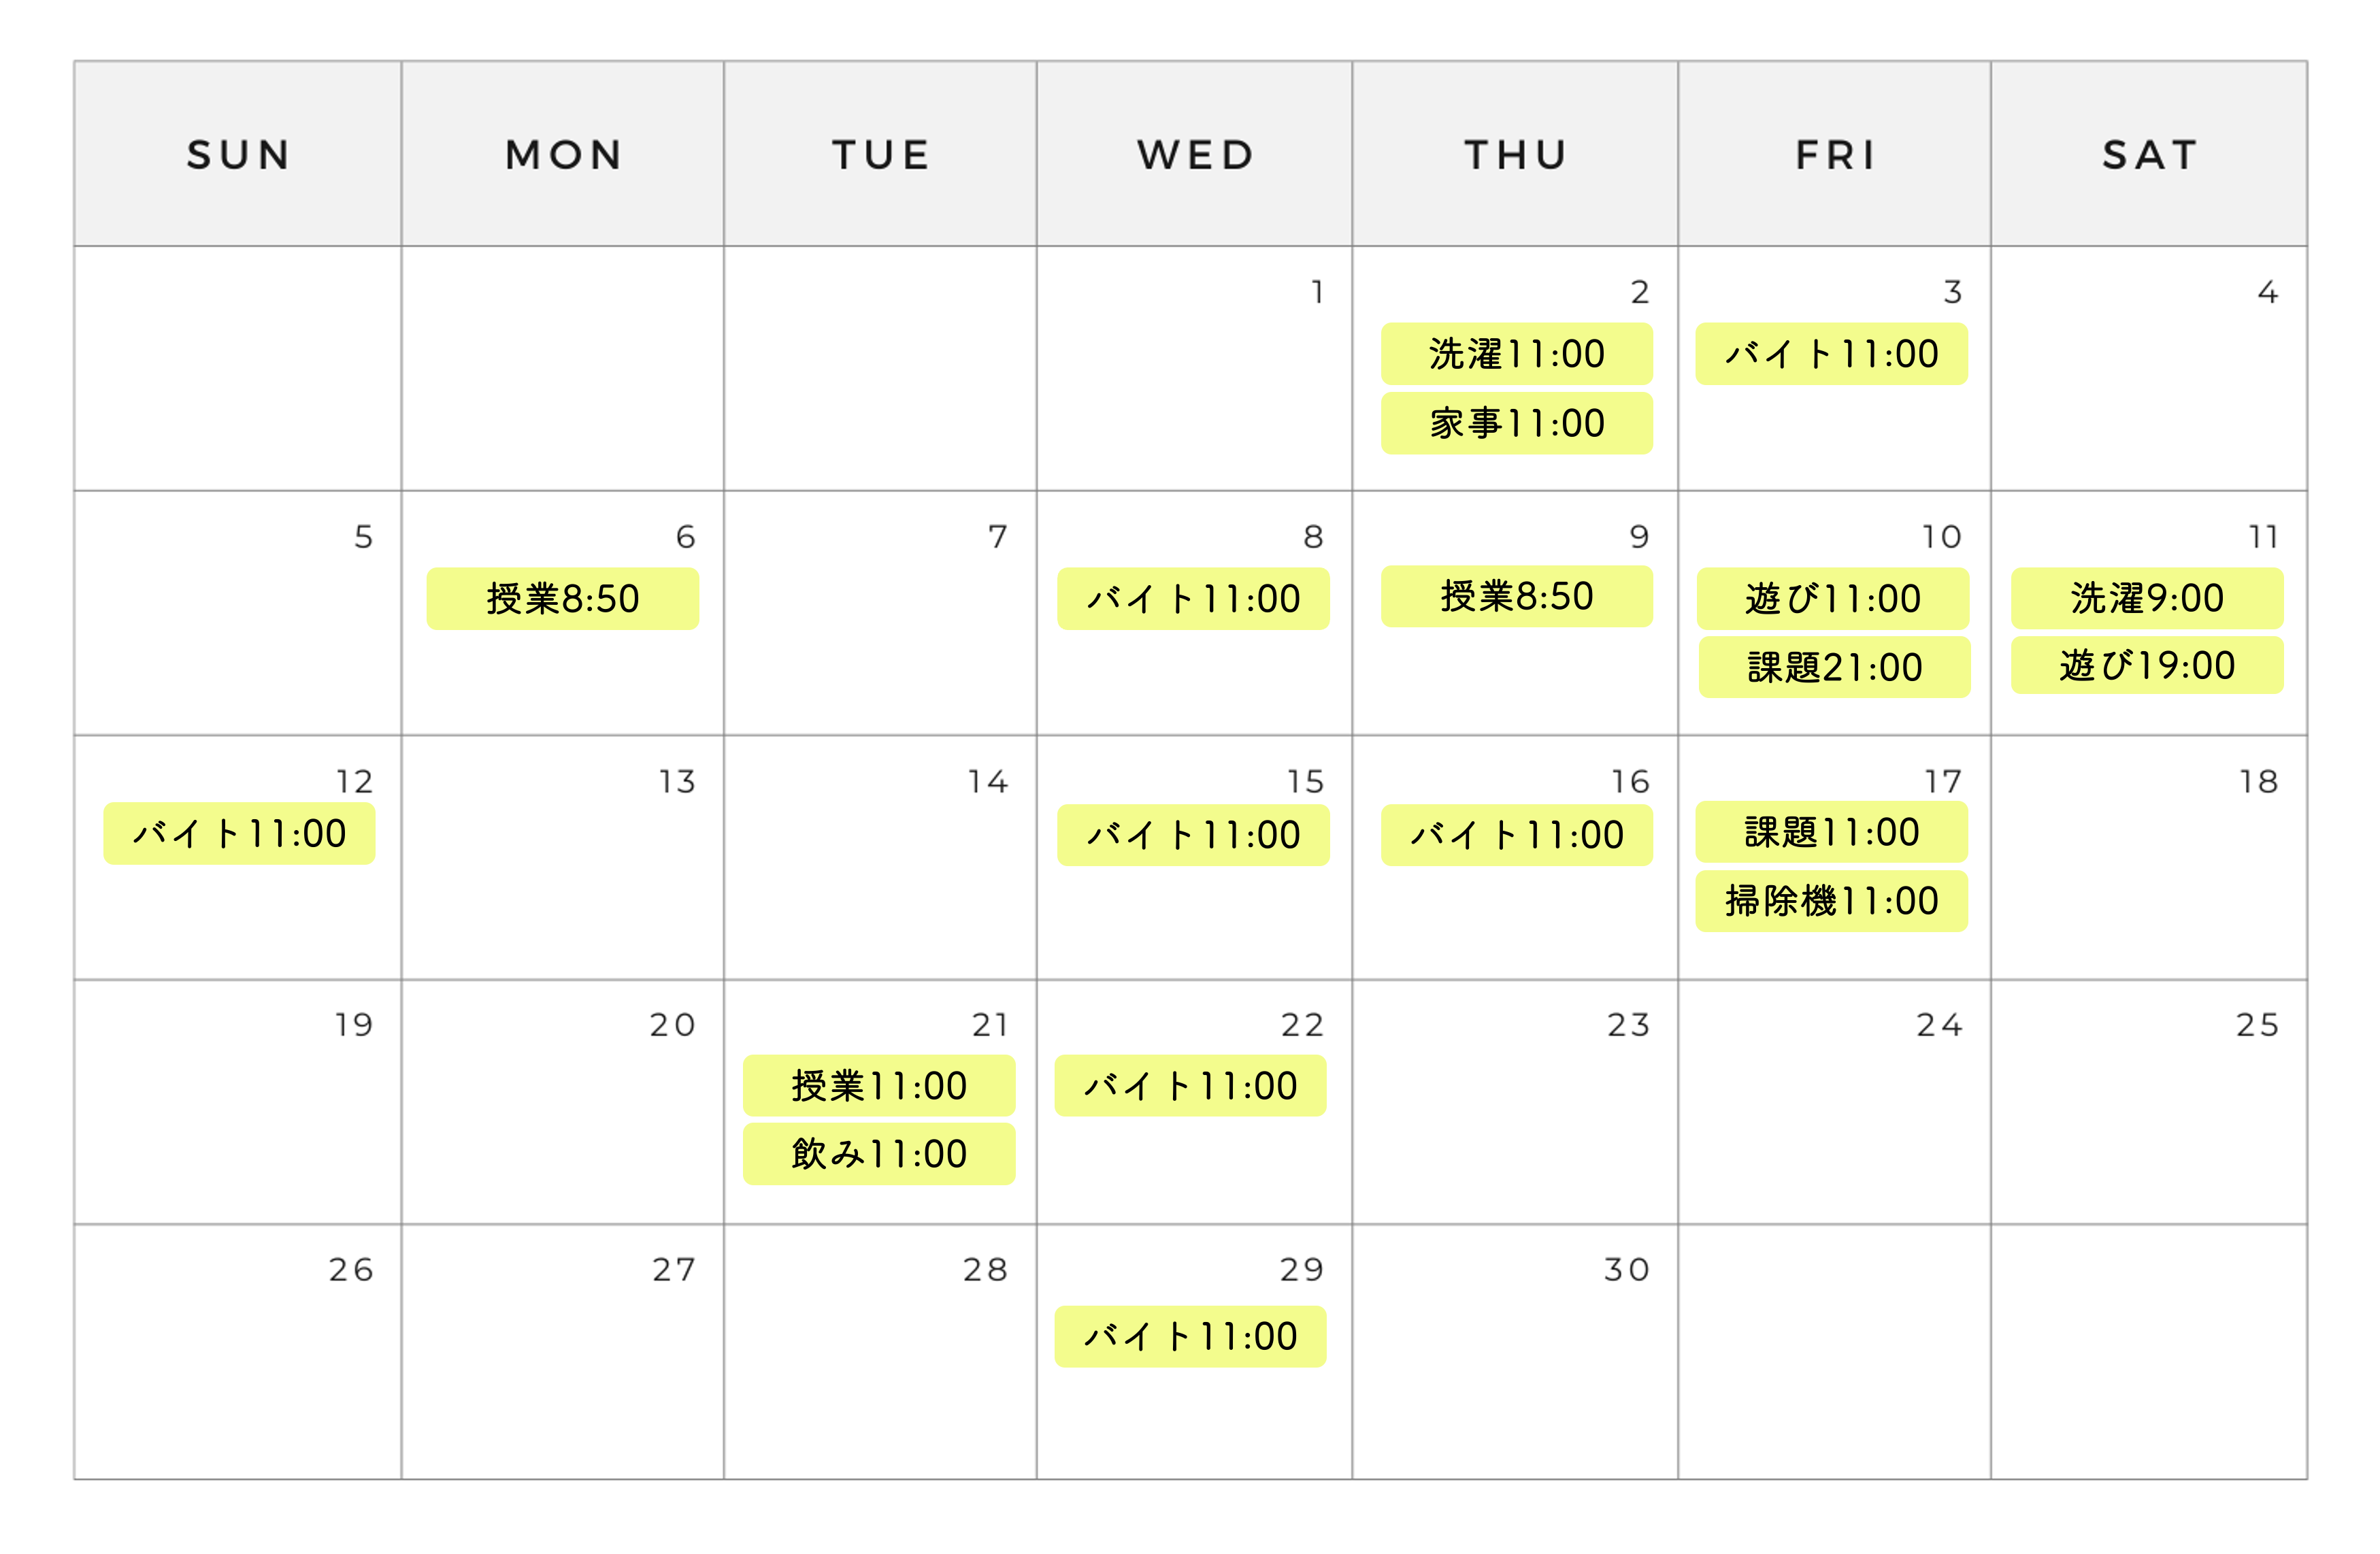 SUN MON TUE WED THU FRI SAT
1 2 3 4
洗濯11:00 バイト11:00
家事11:00
5 6 7 8 9 10 11
授業8:50 バイト11:00 授業8:50 遊び11:00 洗濯9:00
課題21:00 遊び19:00
12 13 14 15 16 17 18
バイト11:00 バイト11:00 バイト11:00 課題11:00
掃除機11:00
19 20 21 22 23 24 25
授業11:00 バイト11:00
飲み11:00
26 27 28 29 30
バイト11:00